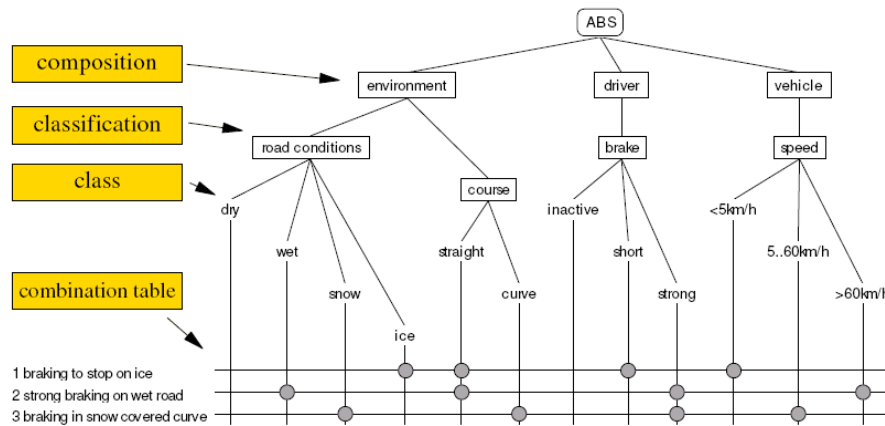 ABS
composition
environment
driver
vehicle
classification
road conditions
brake
speed
class
course
dry
inactive
<5km/h
wet
straight
short
5..60km/h
combination table
snow
curve
strong
>60km/h
ice
1 braking to stop on ice
2 strong braking on wet road
3 braking in snow covered curve